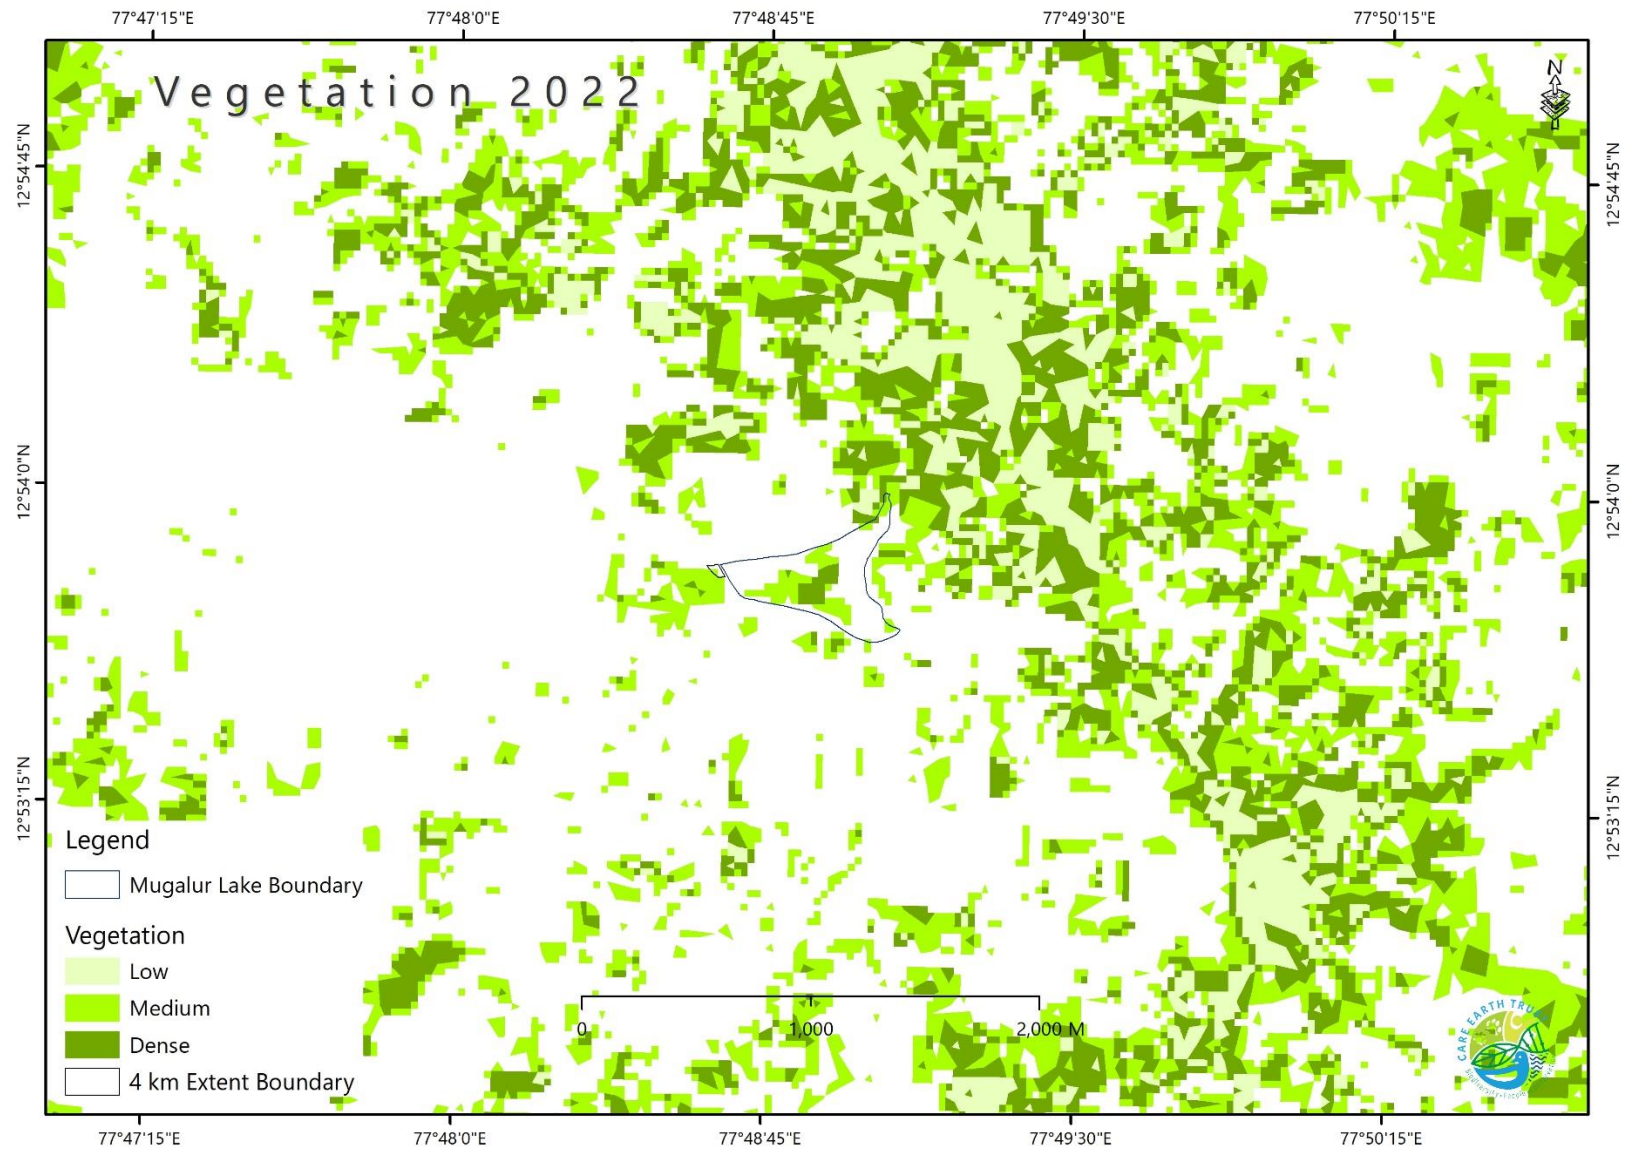 77°47'15"E 77°48'0"E 77°48'45"E 77°49'30"E 77°50'15"E
Vegetation 2022
N
12°54'45"N
12°54'45"N
12°54'0"N
12°54'0"N
12°53'15"N
12°53'15"N
Legend
Mugalur Lake Boundary
Vegetation
Low
Medium
Dense
4 km Extent Boundary
0 1,000 2,000 M
CARE EARTH
77°47'15"E 77°48'0"E 77°48'45"E 77°49'30"E 77°50'15"E